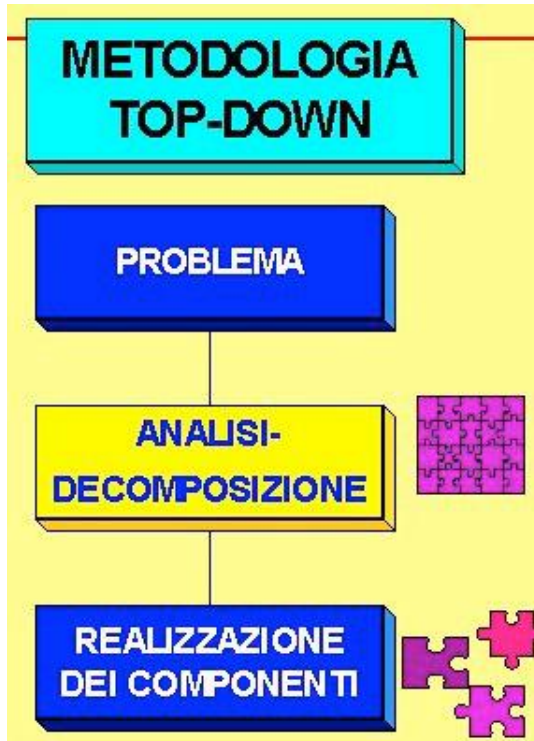 METODOLOGIA
TOP-DOWN
PROBLEMA
ANALISI-
DECOMPOSIZIONE
REALIZZAZIONE
DEI COMPONENTI